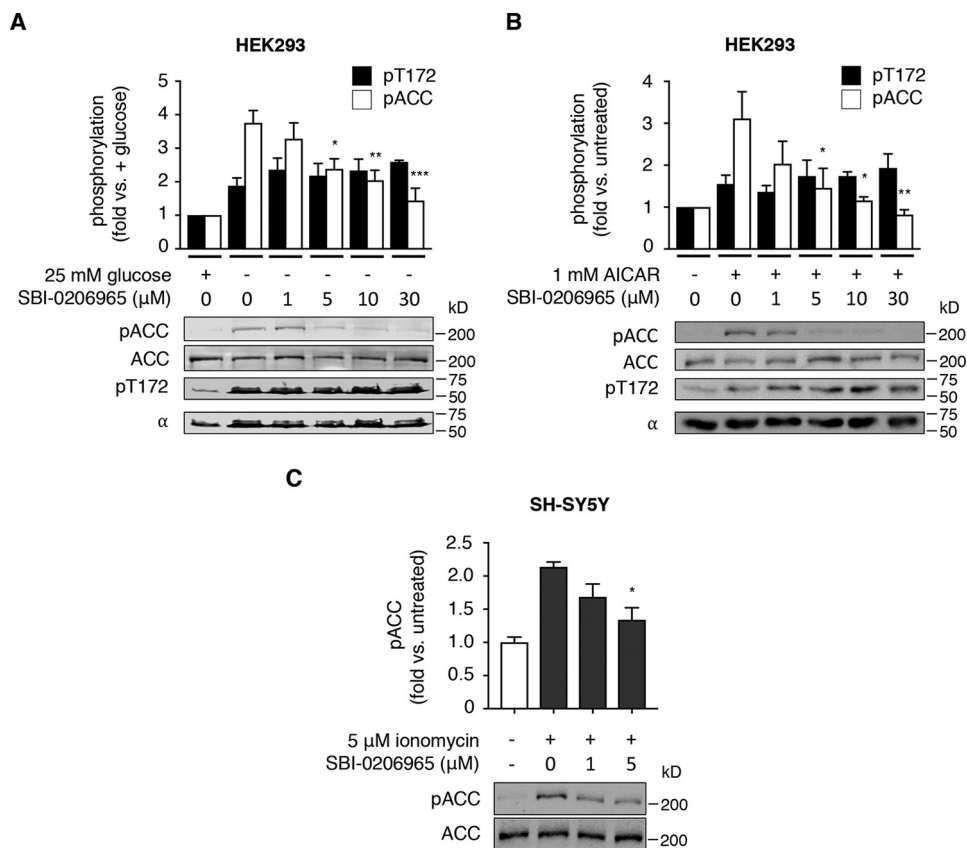 A
HEK293
pT172
pACC
phosphorylation
(fold vs. + glucose)
5
4
3
2
1
0
*
**
***
25 mM glucose + - - - - -
SBI-0206965 (µM) 0 0 1 5 10 30
kD
pACC 200
ACC 200
pT172 75
50
α 75
50
B
HEK293
pT172
pACC
phosphorylation
(fold vs. untreated)
4
3
2
1
0
*
*
**
1 mM AICAR - + + + + +
SBI-0206965 (µM) 0 0 1 5 10 30
kD
pACC 200
ACC 200
pT172 75
50
α 75
50
C
SH-SY5Y
pACC
(fold vs. untreated)
2.5
2.0
1.5
1.0
0.5
0
*
5 µM ionomycin - + + +
SBI-0206965 (µM) - 0 1 5
kD
pACC 200
ACC 200